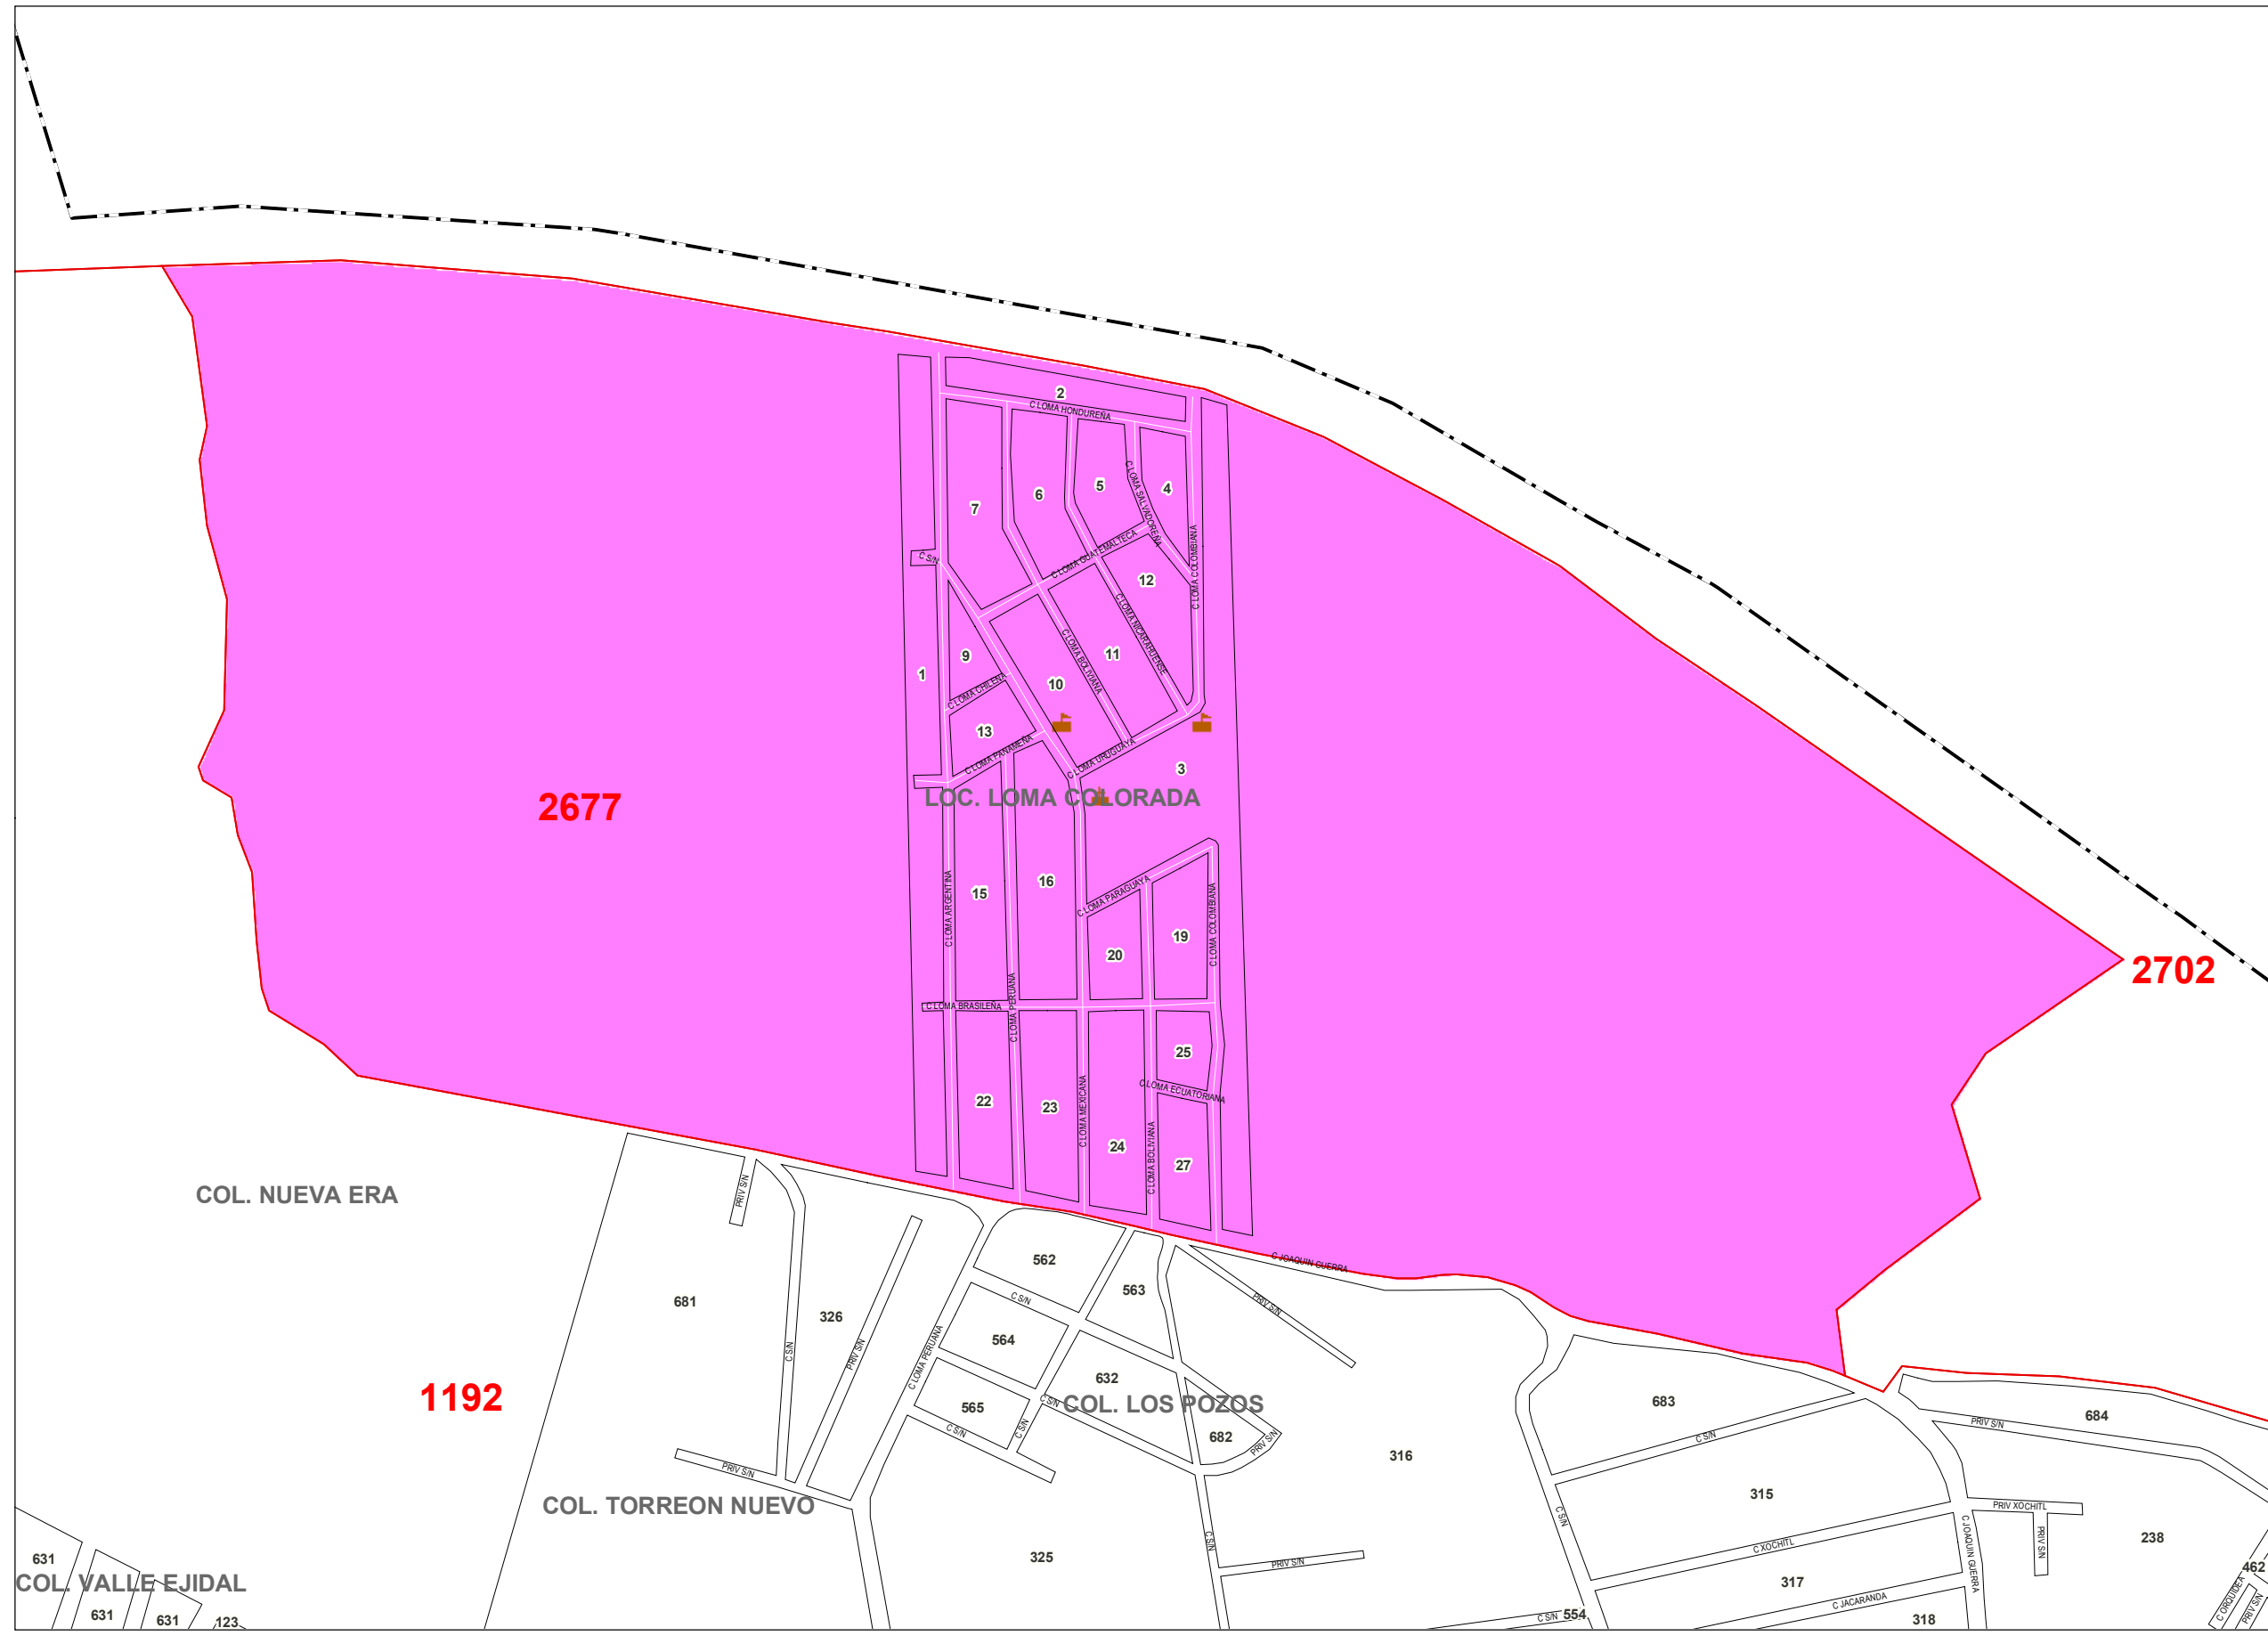 2
C LOMA HONDUREÑA
7
6
5
4
C LOMA SALVADOREÑA
C LOMA COLOMBIANA
C S/N
C LOMA GUATEMALTECA
12
C LOMA NICARAHUENSE
C LOMA BOLIVIANA
11
9
1
10
C LOMA CHILENA
13
C LOMA PANAMEÑA
C LOMA URUGUAYA
3
2677
LOC. LOMA COLORADA
C LOMA ARGENTINA
15
16
C LOMA PARAGUAYA
C LOMA COLOMBIANA
19
20
2702
C LOMA BRASILEÑA
C LOMA PERUANA
25
C LOMA ECUATORIANA
22
23
C LOMA MEXICANA
24
C LOMA BOLIVIANA
27
COL. NUEVA ERA
PRIV S/N
562
C JOAQUIN GUERRA
681
326
C S/N
563
PRIV S/N
564
C S/N
PRIV S/N
C LOMA PERUANA
632
565
C S/N
COL. LOS POZOS
1192
C S/N
C S/N
682
PRIV S/N
683
684
PRIV S/N
316
C S/N
PRIV S/N
315
COL. TORREON NUEVO
PRIV XOCHITL
C S/N
C S/N
C JOAQUIN GUERRA
PRIV S/N
238
325
PRIV S/N
C XOCHITL
631
COL. VALLE EJIDAL
462
317
C JACARANDA
C ORQUIDEA
PRIV S/N
631
631
123
C S/N
554
318